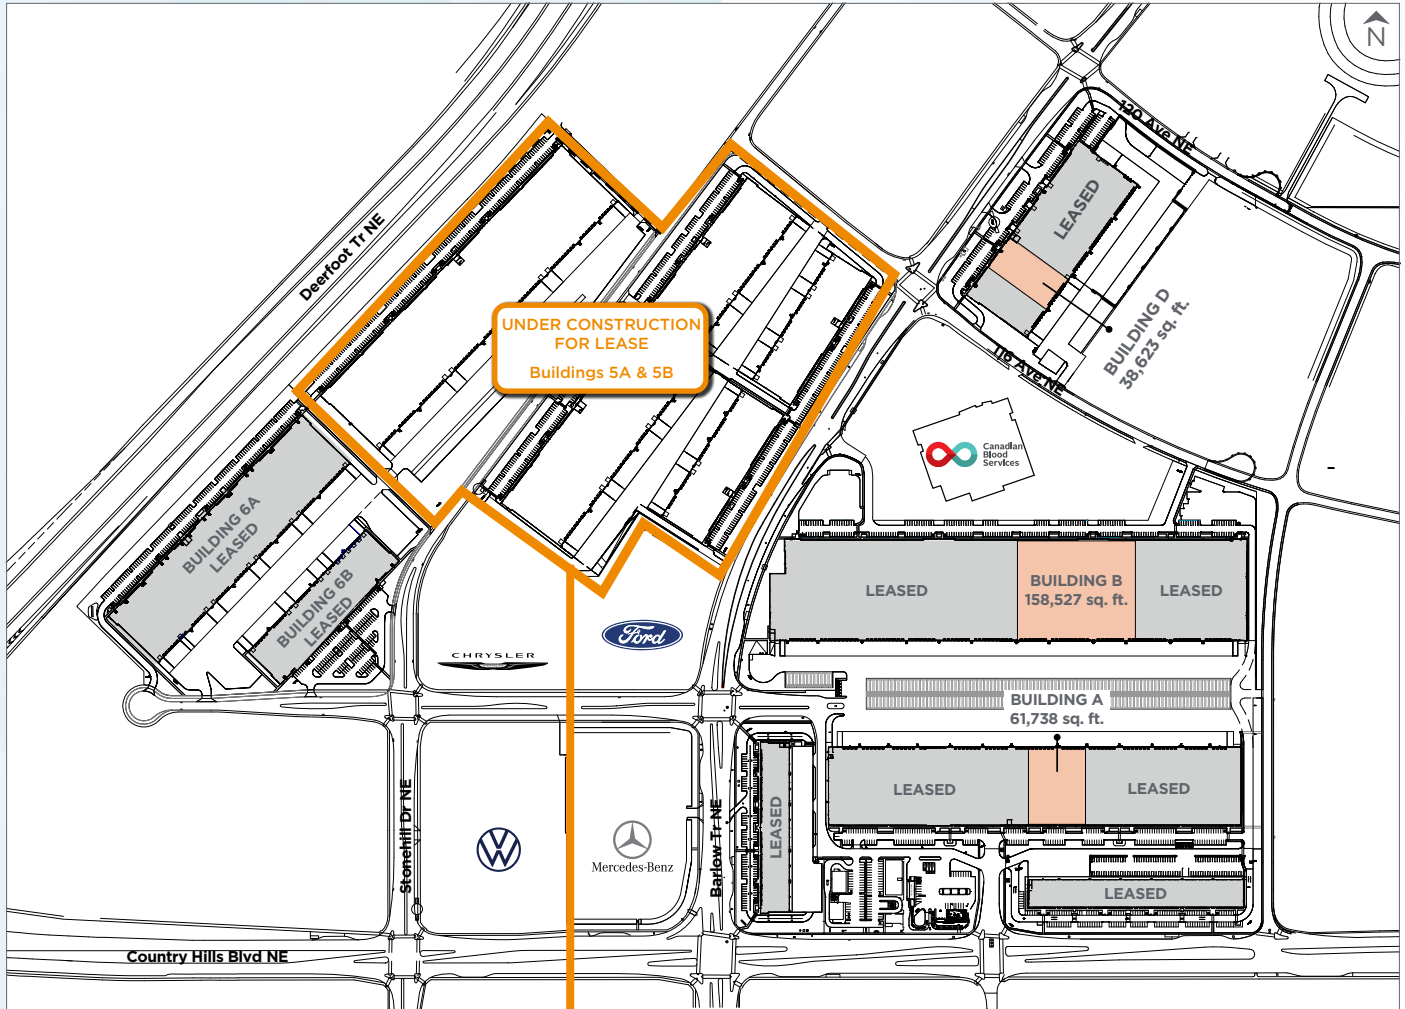 N
120 Ave NE
LEASED
Deerfoot Tr NE
BUILDING D
38,623 sq. ft.
UNDER CONSTRUCTION
FOR LEASE
Buildings 5A & 5B
116 Ave NE
Canadian
Blood
Services
BUILDING 6A
LEASED
BUILDING 6B
LEASED
LEASED
BUILDING B
158,527 sq. ft.
LEASED
Ford
CHRYSLER
BUILDING A
61,738 sq. ft.
LEASED
LEASED
LEASED
Stonehill Dr NE
Barlow Tr NE
Mercedes-Benz
LEASED
Country Hills Blvd NE